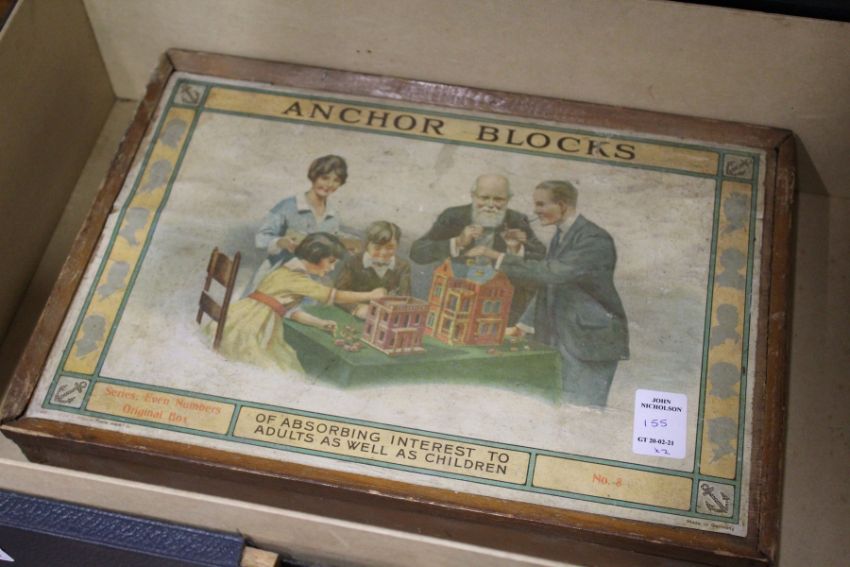 ANCHOR BLOCKS
Series: Even Numbers
Original Box
OF ABSORBING INTEREST TO
ADULTS AS WELL AS CHILDREN
No. 8
JOHN
NICHOLSON
155
GT 20-02-21
x2
Made in Germany